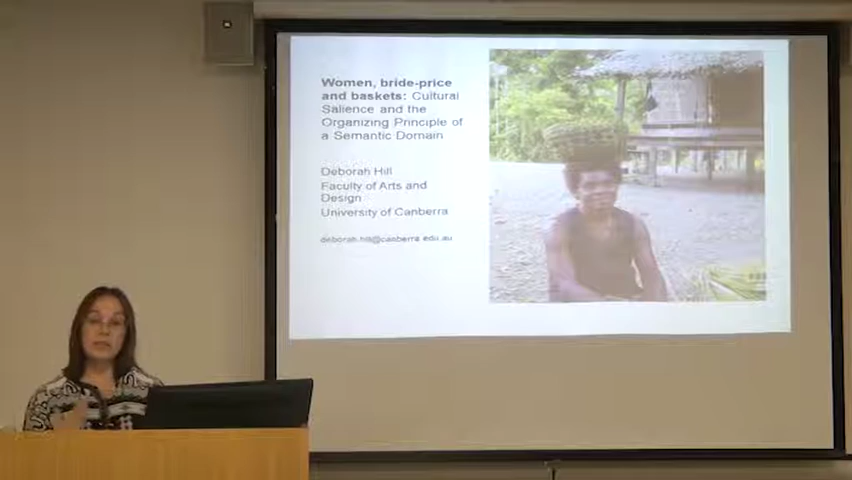 Women, bride-price
and baskets: Cultural
Salience and the
Organizing Principle of
a Semantic Domain
Deborah Hill
Faculty of Arts and
Design
University of Canberra
deborah.hill@canberra.edu.au